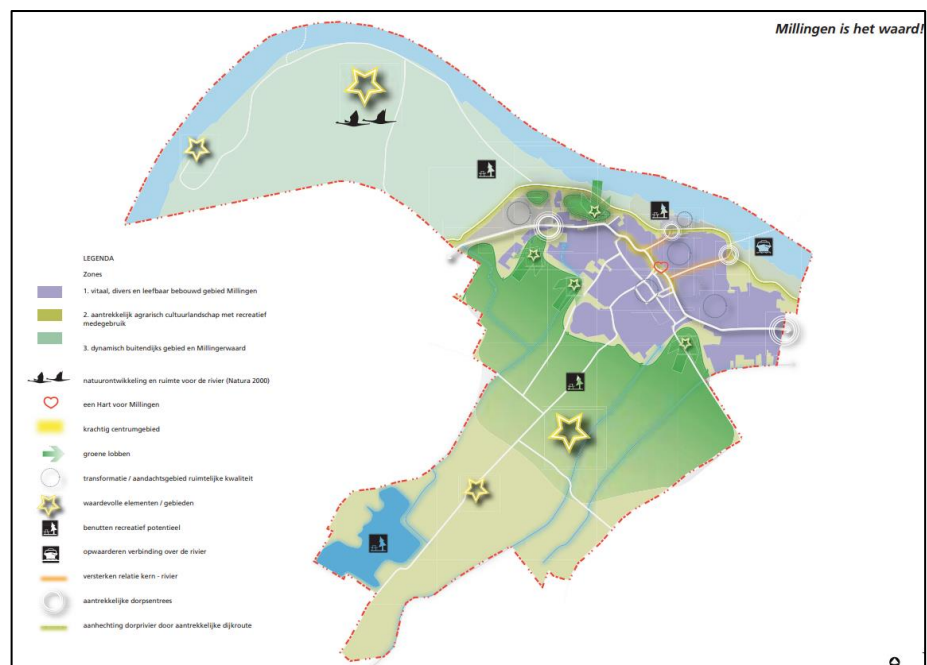 Millingen is het waard!
LEGENDA
Zones
1. vitaal, divers en leefbaar bebouwd gebied Millingen
2. aantrekkelijk agrarisch cultuurlandschap met recreatief
medegebruik
3. dynamisch buitendijks gebied en Millingerwaard
natuurontwikkeling en ruimte voor de rivier (Natura 2000)
een Hart voor Millingen
krachtig centrumgebied
groene lobben
transformatie / aandachtsgebied ruimtelijke kwaliteit
waardevolle elementen / gebieden
benutten recreatief potentieel
opwaarderen verbinding over de rivier
versterken relatie kern - rivier
aantrekkelijke dorpsentrees
aanhechting dorprivier door aantrekkelijke dijkroute